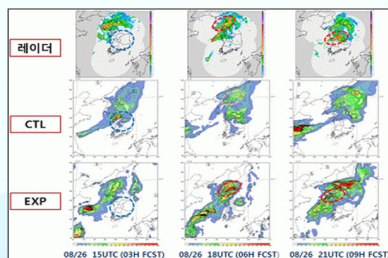 레이더
CTL
EXP
08/26 15UTC (03H FCST) 08/26 18UTC (06H FCST) 08/26 21UTC (09H FCST)